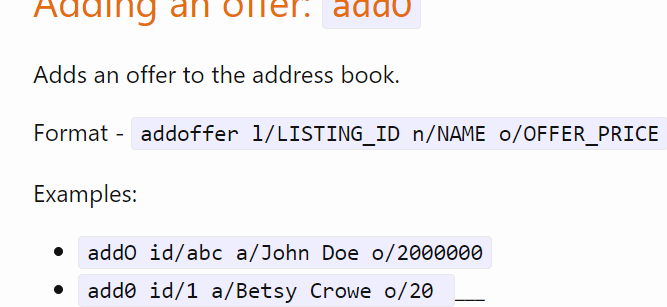 Adding an offer: addO
Adds an offer to the address book.
Format - addoffer l/LISTING_ID n/NAME o/OFFER_PRICE
Examples:
addO id/abc a/John Doe o/2000000
add0 id/1 a/Betsy Crowe o/20 ___